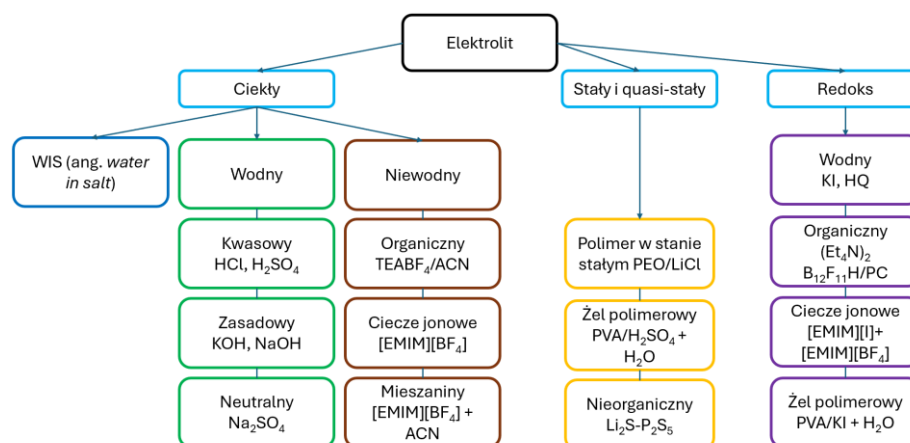 Elektrolit
Ciekły
Stały i quasi-stały
Redoks
WIS (ang. water
in salt)
Wodny
Niewodny
Wodny
KI, HQ
Kwasowy
HCl, H₂SO₄
Organiczny
TEABF₄/ACN
Polimer w stanie
stałym PEO/LiCl
Organiczny
(Et₄N)₂
B₁₂F₁₁H/PC
Zasadowy
KOH, NaOH
Ciecze jonowe
[EMIM][BF₄]
Żel polimerowy
PVA/H₂SO₄ +
H₂O
Ciecze jonowe
[EMIM][I]+
[EMIM][BF₄]
Neutralny
Na₂SO₄
Mieszaniny
[EMIM][BF₄] +
ACN
Nieorganiczny
Li₂S-P₂S₅
Żel polimerowy
PVA/KI + H₂O